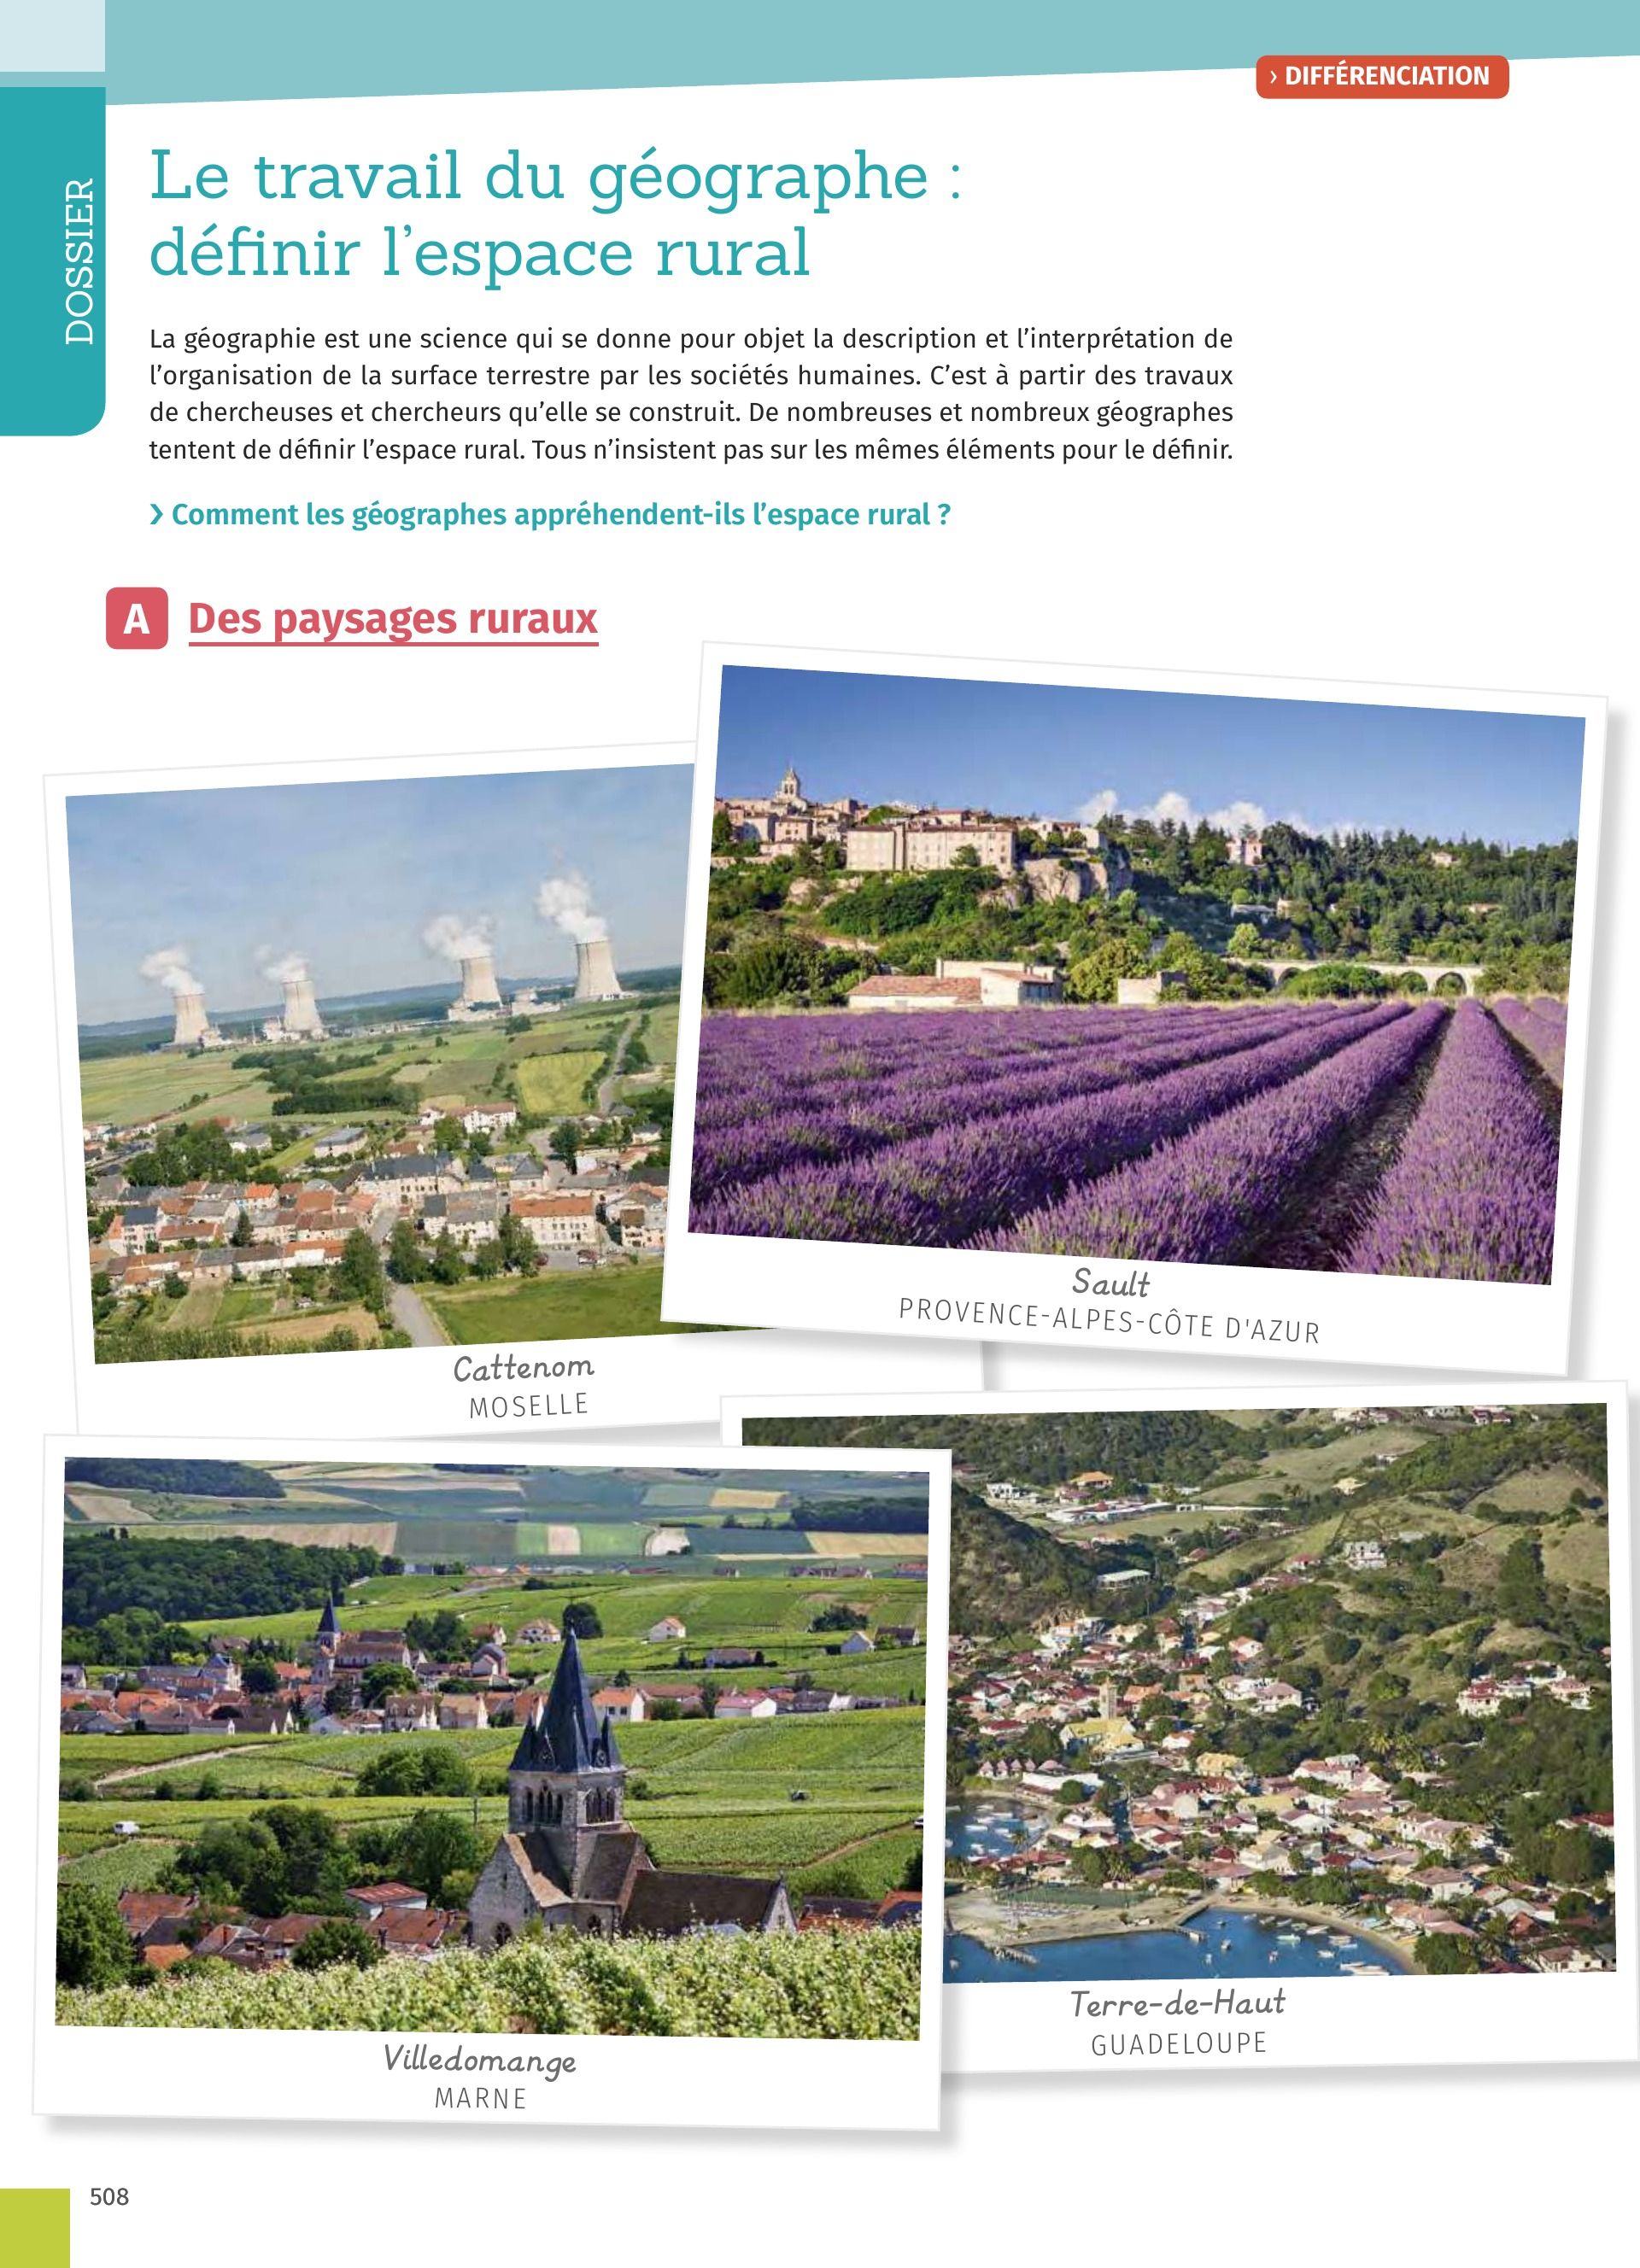 › DIFFÉRENCIATION
DOSSIER
Le travail du géographe :
définir l’espace rural
La géographie est une science qui se donne pour objet la description et l’interprétation de
l’organisation de la surface terrestre par les sociétés humaines. C’est à partir des travaux
de chercheuses et chercheurs qu’elle se construit. De nombreuses et nombreux géographes
tentent de définir l’espace rural. Tous n’insistent pas sur les mêmes éléments pour le définir.
› Comment les géographes appréhendent-ils l’espace rural ?
A Des paysages ruraux
Sault
PROVENCE-ALPES-CÔTE D'AZUR
Cattenom
MOSELLE
Villedomange
MARNE
Terre-de-Haut
GUADELOUPE
508